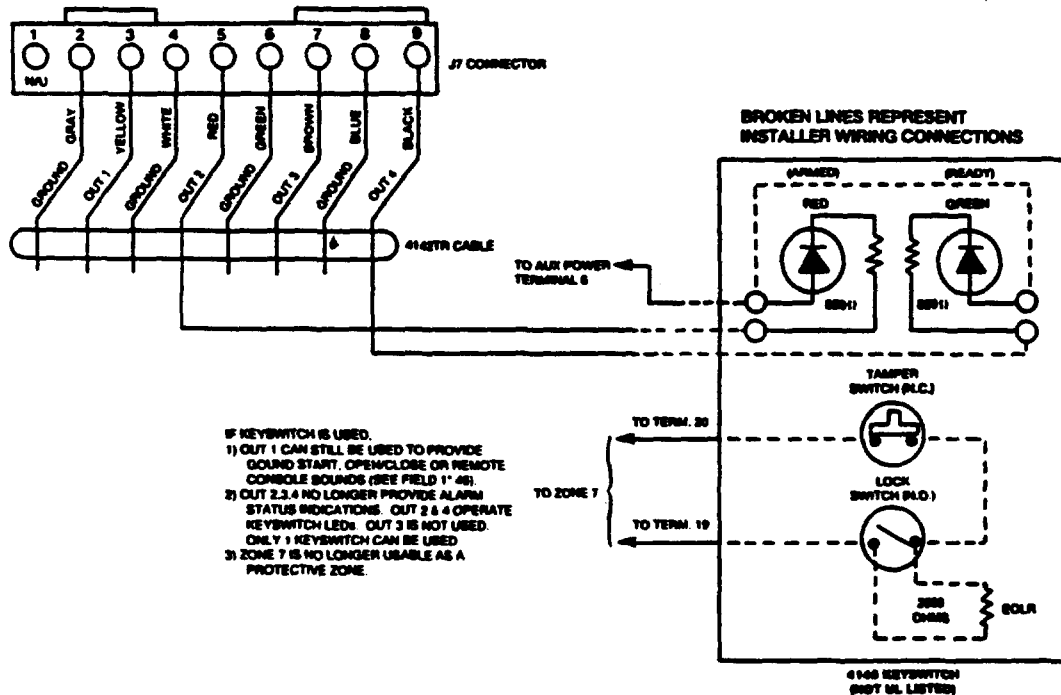 1 2 3 4 5 6 7 8 9
N/U
J7 CONNECTOR
GRAY
YELLOW
WHITE
RED
GREEN
BROWN
BLUE
BLACK
GROUND
OUT 1
GROUND
OUT 2
GROUND
OUT 3
GROUND
OUT 4
4142TR CABLE
BROKEN LINES REPRESENT
INSTALLER WIRING CONNECTIONS
(ARMED)
(READY)
RED
GREEN
TO AUX POWER
TERMINAL 6
TAMPER
SWITCH (N.C.)
TO TERM. 20
LOCK
SWITCH (N.O.)
TO ZONE 7
TO TERM. 19
IF KEYSWITCH IS USED,
1) OUT 1 CAN STILL BE USED TO PROVIDE
GOUND START, OPEN/CLOSE OR REMOTE
CONSOLE SOUNDS (SEE FIELD 1* 46).
2) OUT 2,3,4 NO LONGER PROVIDE ALARM
STATUS INDICATIONS. OUT 2 & 4 OPERATE
KEYSWITCH LEDs. OUT 3 IS NOT USED.
ONLY 1 KEYSWITCH CAN BE USED
3) ZONE 7 IS NO LONGER USABLE AS A
PROTECTIVE ZONE.
OHMS
EOLR
4146 KEYSWITCH
(NOT UL LISTED)